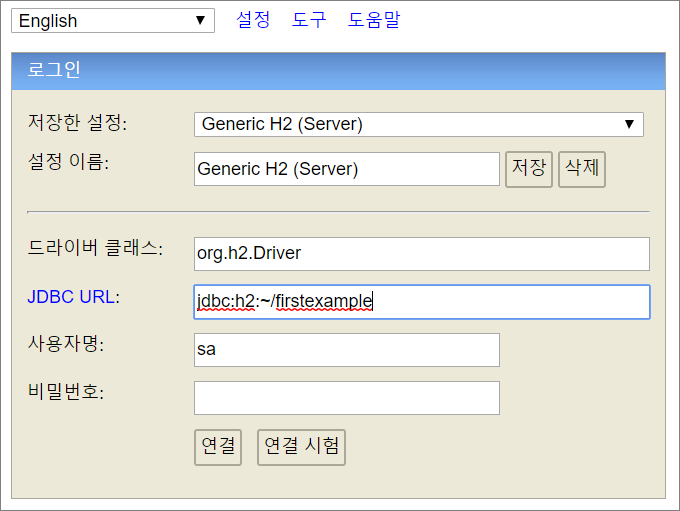 English 설정 도구 도움말
로그인
저장한 설정: Generic H2 (Server)
설정 이름: Generic H2 (Server) 저장 삭제
드라이버 클래스: org.h2.Driver
JDBC URL: jdbc:h2:~/firstexample
사용자명: sa
비밀번호:
연결 연결 시험